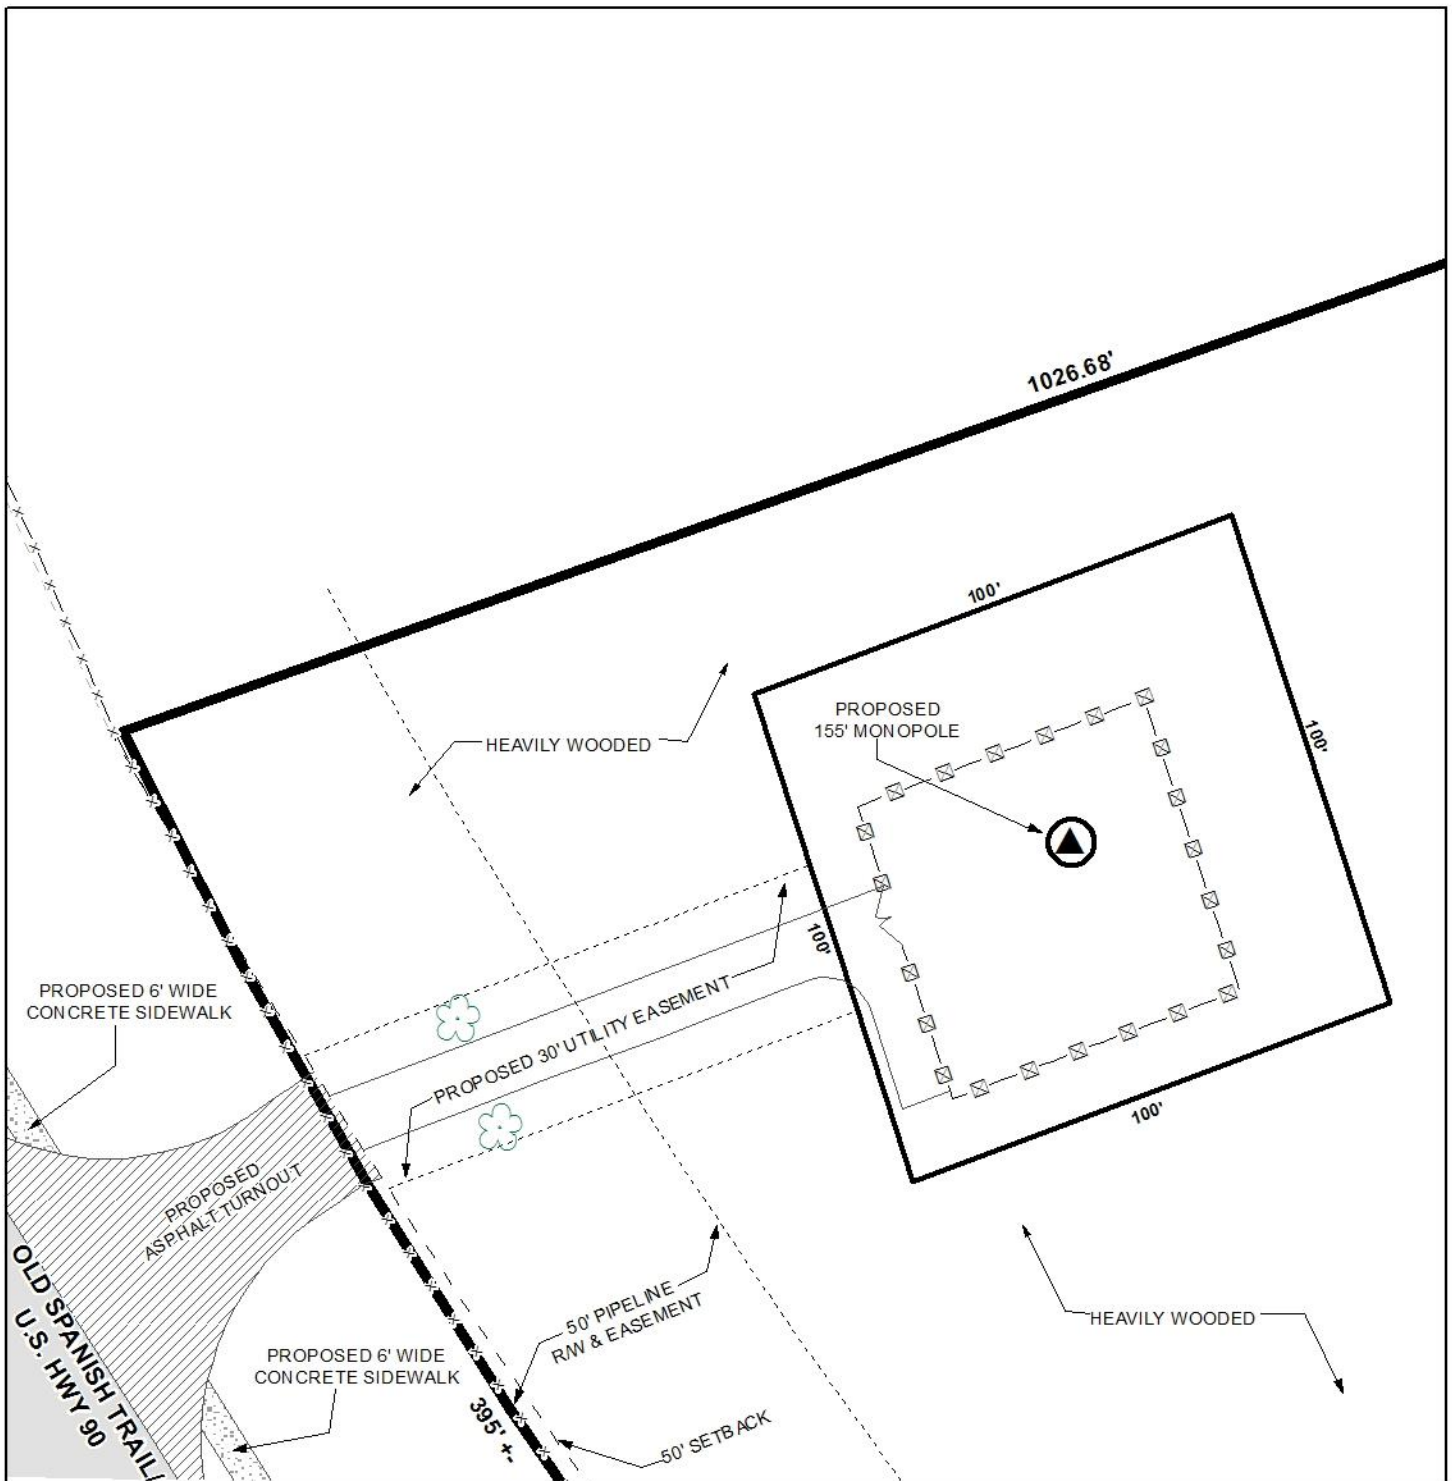 1026.68'
100'
PROPOSED
155' MONOPOLE
100'
HEAVILY WOODED
100'
PROPOSED 6' WIDE
CONCRETE SIDEWALK
PROPOSED 30' UTILITY EASEMENT
100'
PROPOSED
ASPHALT TURNOUT
OLD SPANISH TRAIL/
U.S. HWY 90
50' PIPELINE
R/W & EASEMENT
HEAVILY WOODED
PROPOSED 6' WIDE
CONCRETE SIDEWALK
395' +-
50' SETBACK